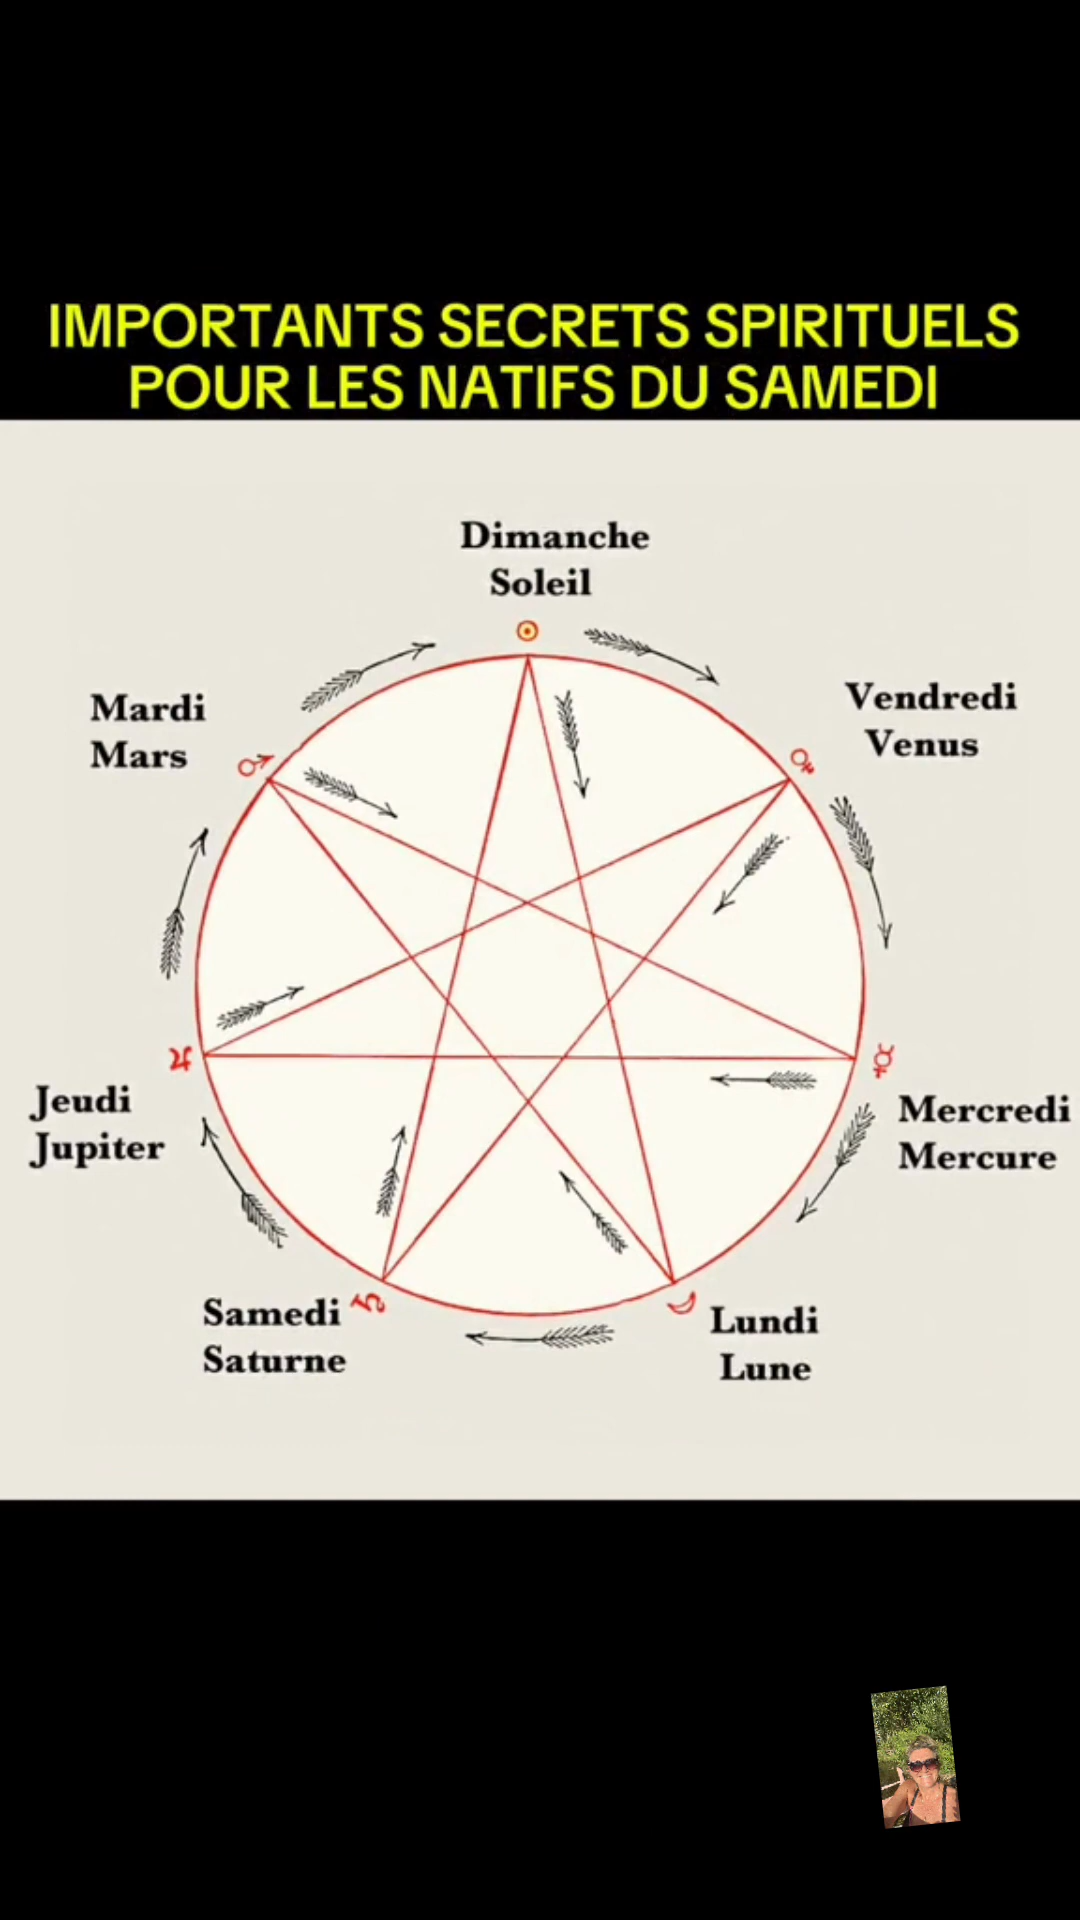 IMPORTANTS SECRETS SPIRITUELS
POUR LES NATIFS DU SAMEDI
Dimanche
Soleil
Vendredi
Venus
Mardi
Mars
Mercredi
Mercure
Jeudi
Jupiter
Samedi
Saturne
Lundi
Lune